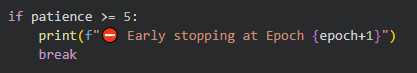 if patience >= 5:
    print(f"⛔ Early stopping at Epoch {epoch+1}")
    break